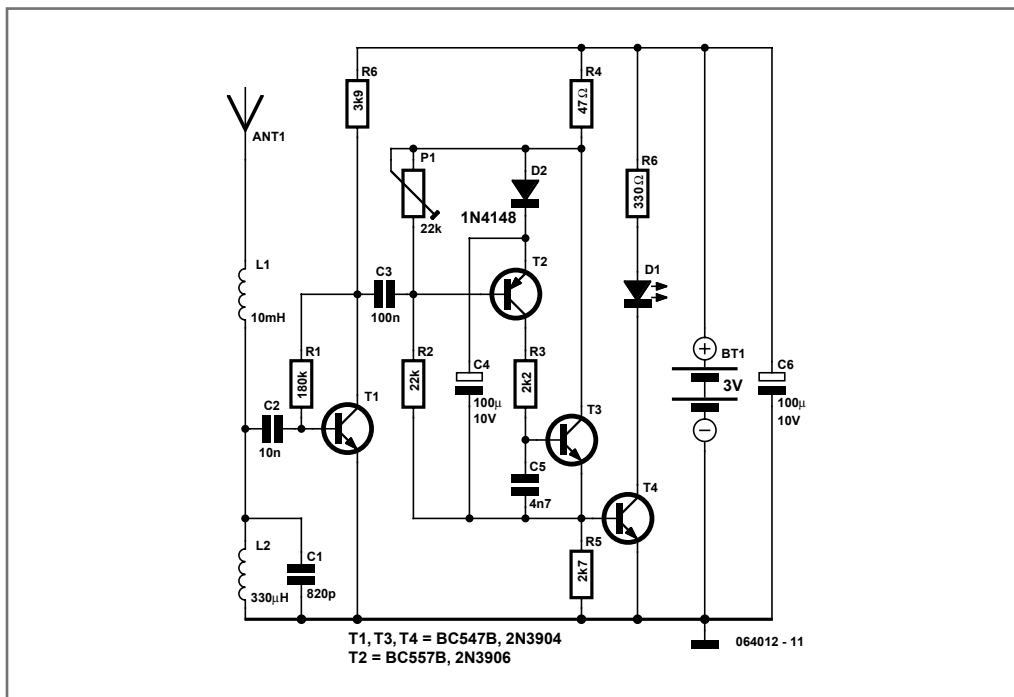 R6
3k9
R4
47Ω
ANT1
P1
22k
D2
1N4148
R6
330Ω
L1
10mH
C3
100n
T2
D1
R1
180k
R2
22k
C4
100μ
10V
R3
2k2
BT1
3V
C6
100μ
10V
C2
10n
T1
T3
C5
4n7
T4
L2
330μH
C1
820p
R5
2k7
T1, T3, T4 = BC547B, 2N3904
T2 = BC557B, 2N3906
064012 - 11